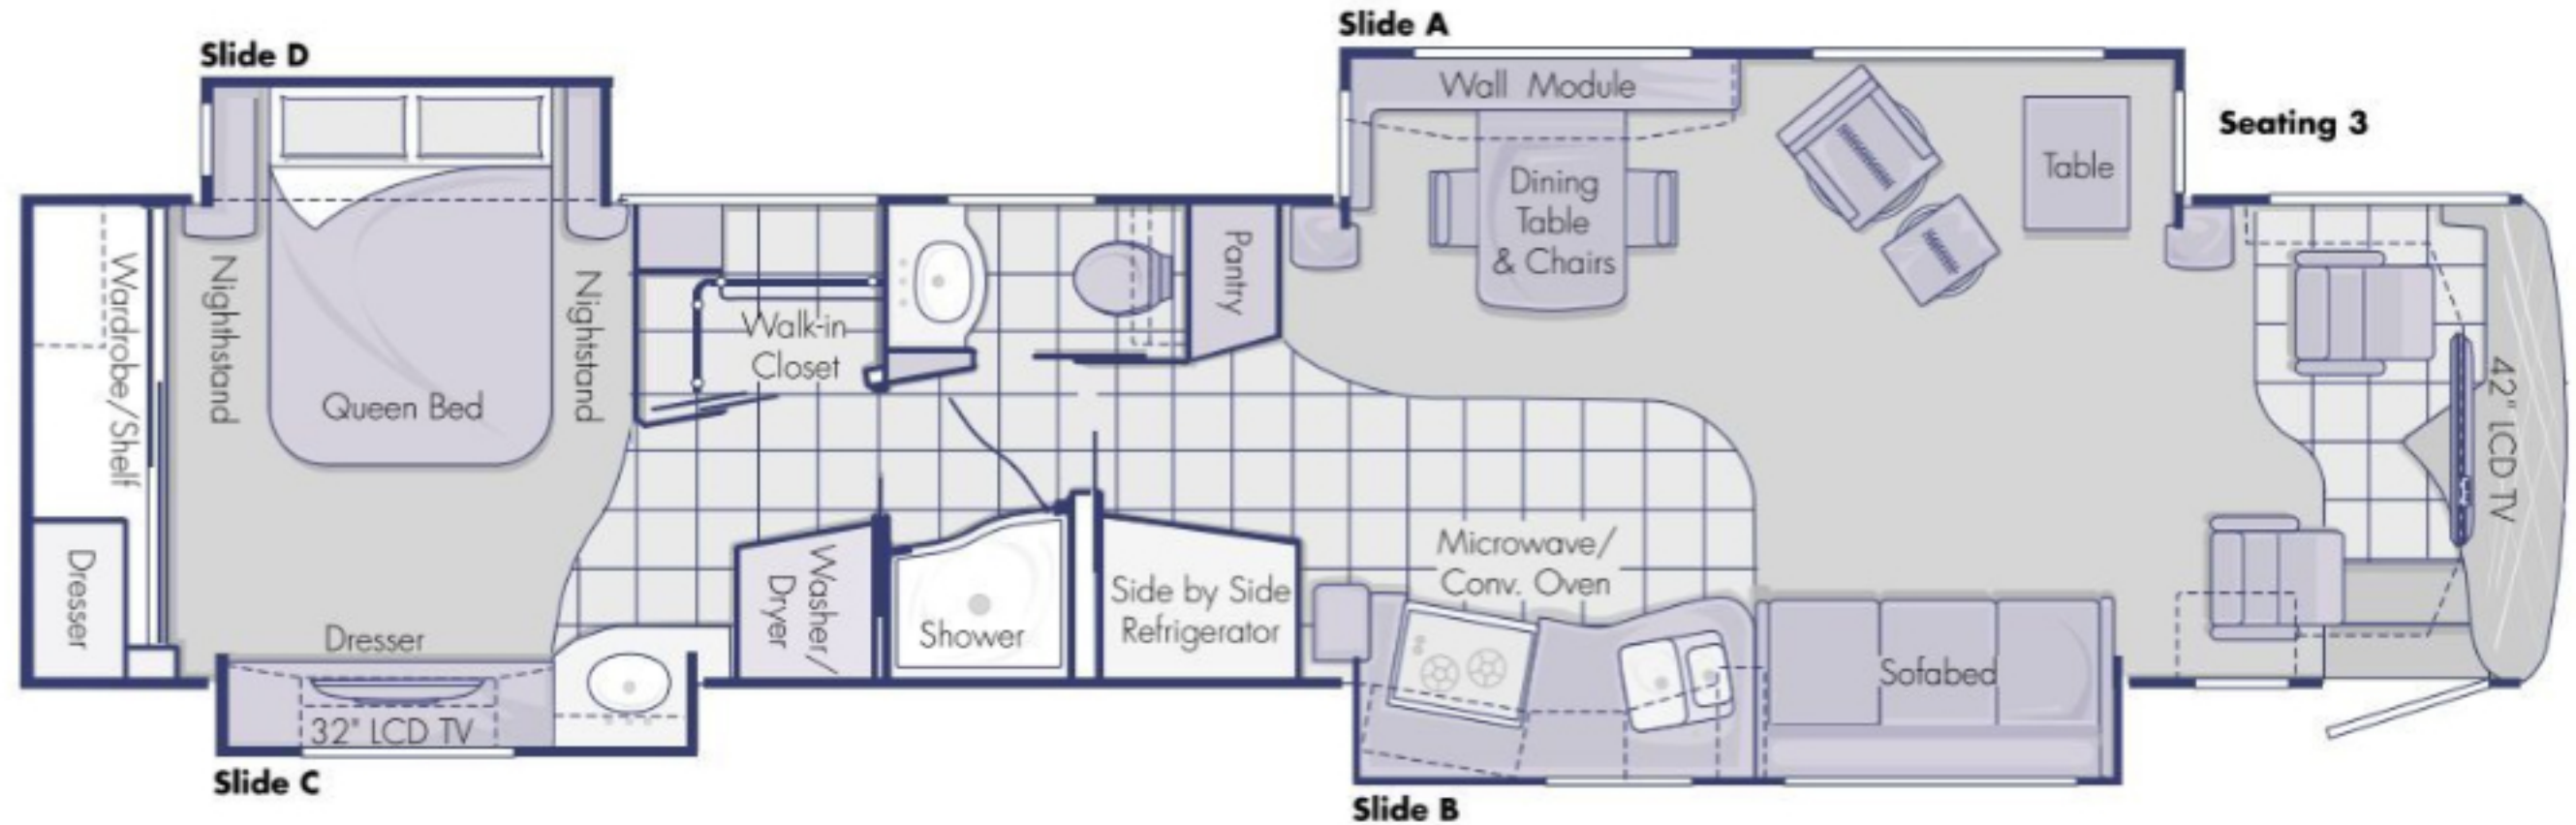 Slide A
Slide D
Wall Module
Seating 3
Dining
Table
& Chairs
Table
Pantry
Wardrobe/Shelf
Nighthstand
Nightstand
Walk-in
Closet
Queen Bed
42" LCD TV
Microwave/
Conv. Oven
Dresser
Washer/
Dryer
Side by Side
Refrigerator
Shower
Dresser
Sofabed
32" LCD TV
Slide C
Slide B